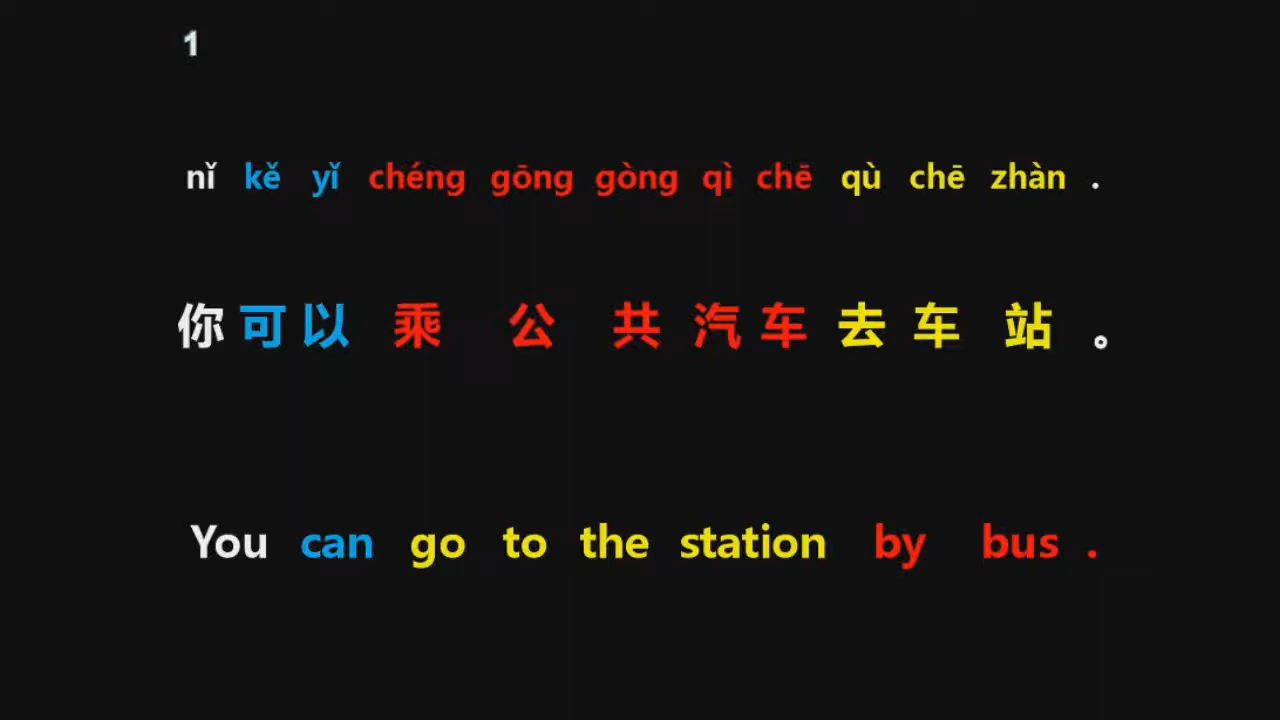 1
nǐ kě yǐ chéng gōng gòng qì chē qù chē zhàn .
你可以 乘 公 共 汽 车 去 车 站 。
You can go to the station by bus .